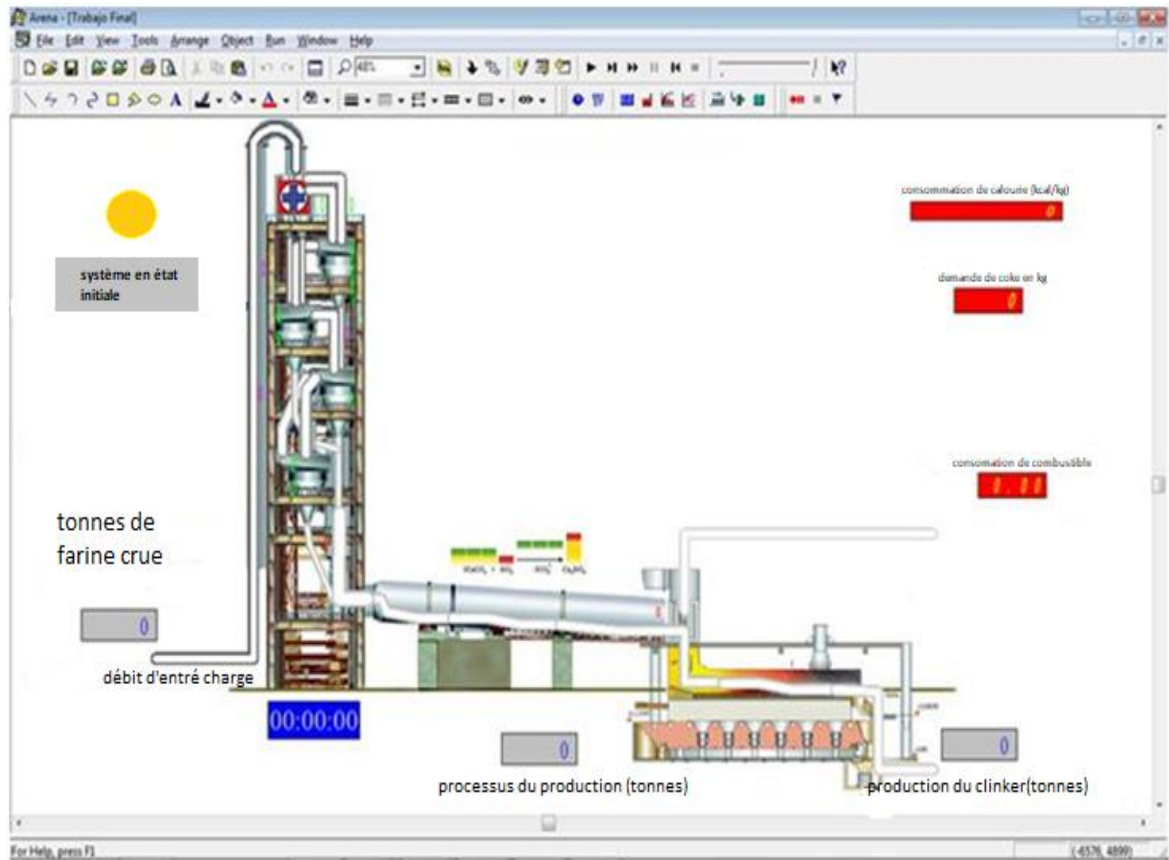 Arena - [Trabajo Final]
File Edit View Tools Arrange Object Run Window Help
48%
consommation de calourie (kcal/kg)
0
système en état
initiale
demande de coke en kg
0
consomation de combustible
0.00
tonnes de
farine crue
0
débit d'entré charge
00:00:00
0
0
processus du production (tonnes)
production du clinker(tonnes)
For Help, press F1
(-6576, 4899)